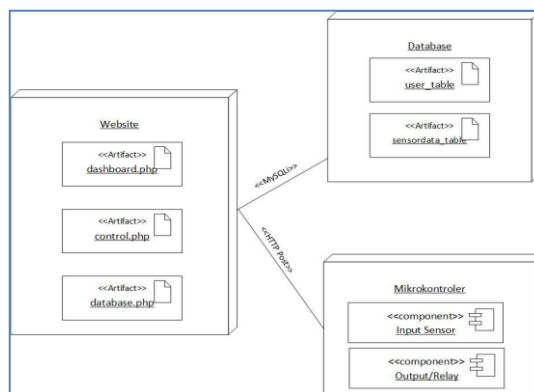 Website
<<Artifact>>
dashboard.php
<<Artifact>>
control.php
<<Artifact>>
database.php
<<MySQLi>>
<<HTTP Post>>
Database
<<Artifact>>
user_table
<<Artifact>>
sensordata_table
Mikrokontroler
<<component>>
Input Sensor
<<component>>
Output/Relay